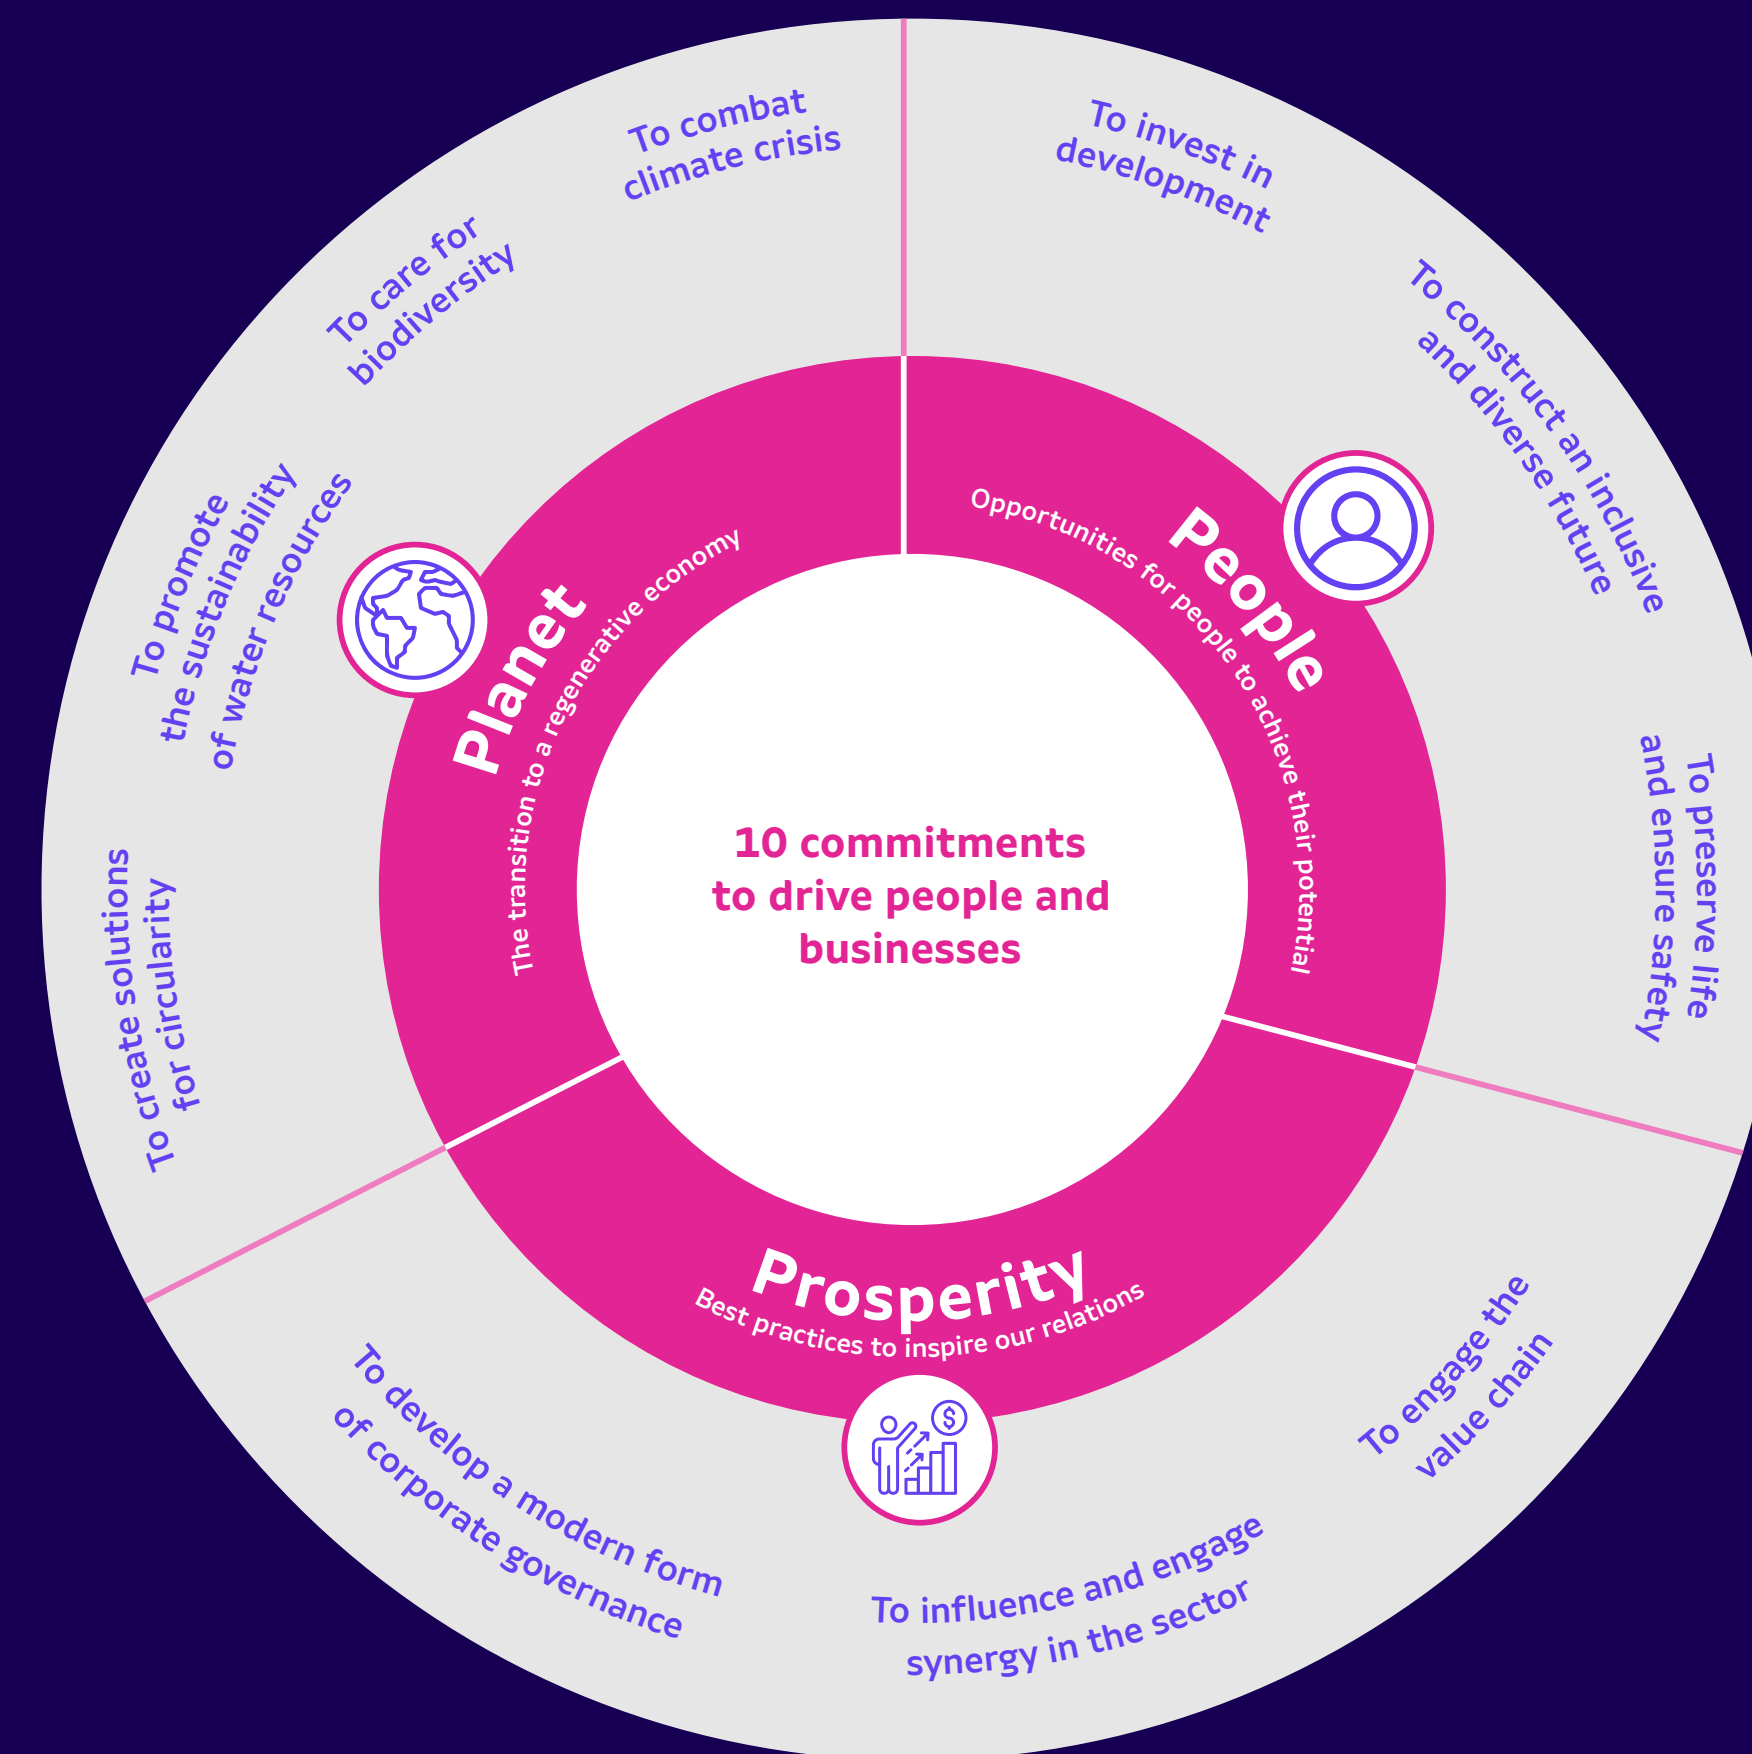 To combat
climate crisis
To care for
biodiversity
To promote
the sustainability
of water resources
To create solutions
for circularity
To invest in
development
To construct an inclusive
and diverse future
To preserve life
and ensure safety
Planet
The transition to a regenerative economy
People
Opportunities for people to achieve their potential
10 commitments
to drive people and
businesses
Prosperity
Best practices to inspire our relations
$
To engage the
value chain
To influence and engage
synergy in the sector
To develop a modern form
of corporate governance